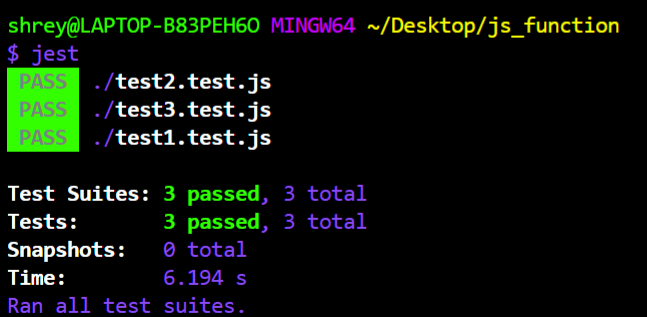 shrey@LAPTOP-B83PEH6O MINGW64 ~/Desktop/js_function
$ jest
PASS ./test2.test.js
PASS ./test3.test.js
PASS ./test1.test.js
Test Suites: 3 passed, 3 total
Tests: 3 passed, 3 total
Snapshots: 0 total
Time: 6.194 s
Ran all test suites.